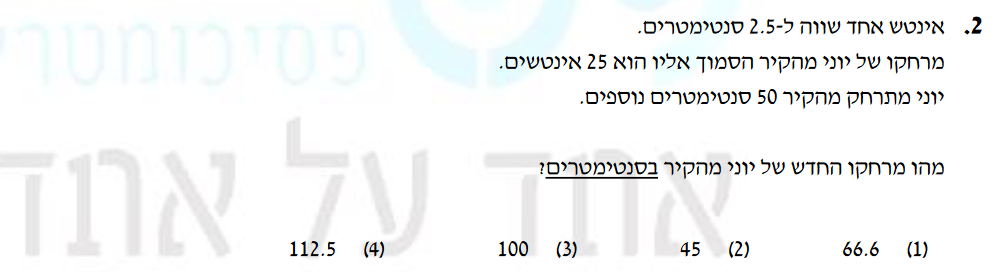 2. אינטש אחד שווה ל-2.5 סנטימטרים.
מרחקו של יוני מהקיר הסמוך אליו הוא 25 אינטשים.
יוני מתרחק מהקיר 50 סנטימטרים נוספים.
מהו מרחקו החדש של יוני מהקיר בסנטימטרים?
(1) 66.6 (2) 45 (3) 100 (4) 112.5
פסיכומטרי
אחד על אחד